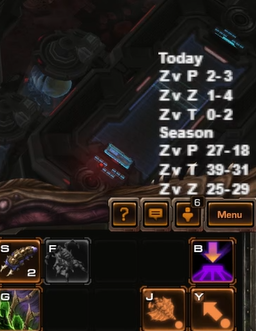 Today
Z v P 2-3
Z v Z 1-4
Z v T 0-2
Season
Z v P 27-18
Z v T 39-31
Z v Z 25-29
6
?
Menu
S
2
F
B
G
J
Y